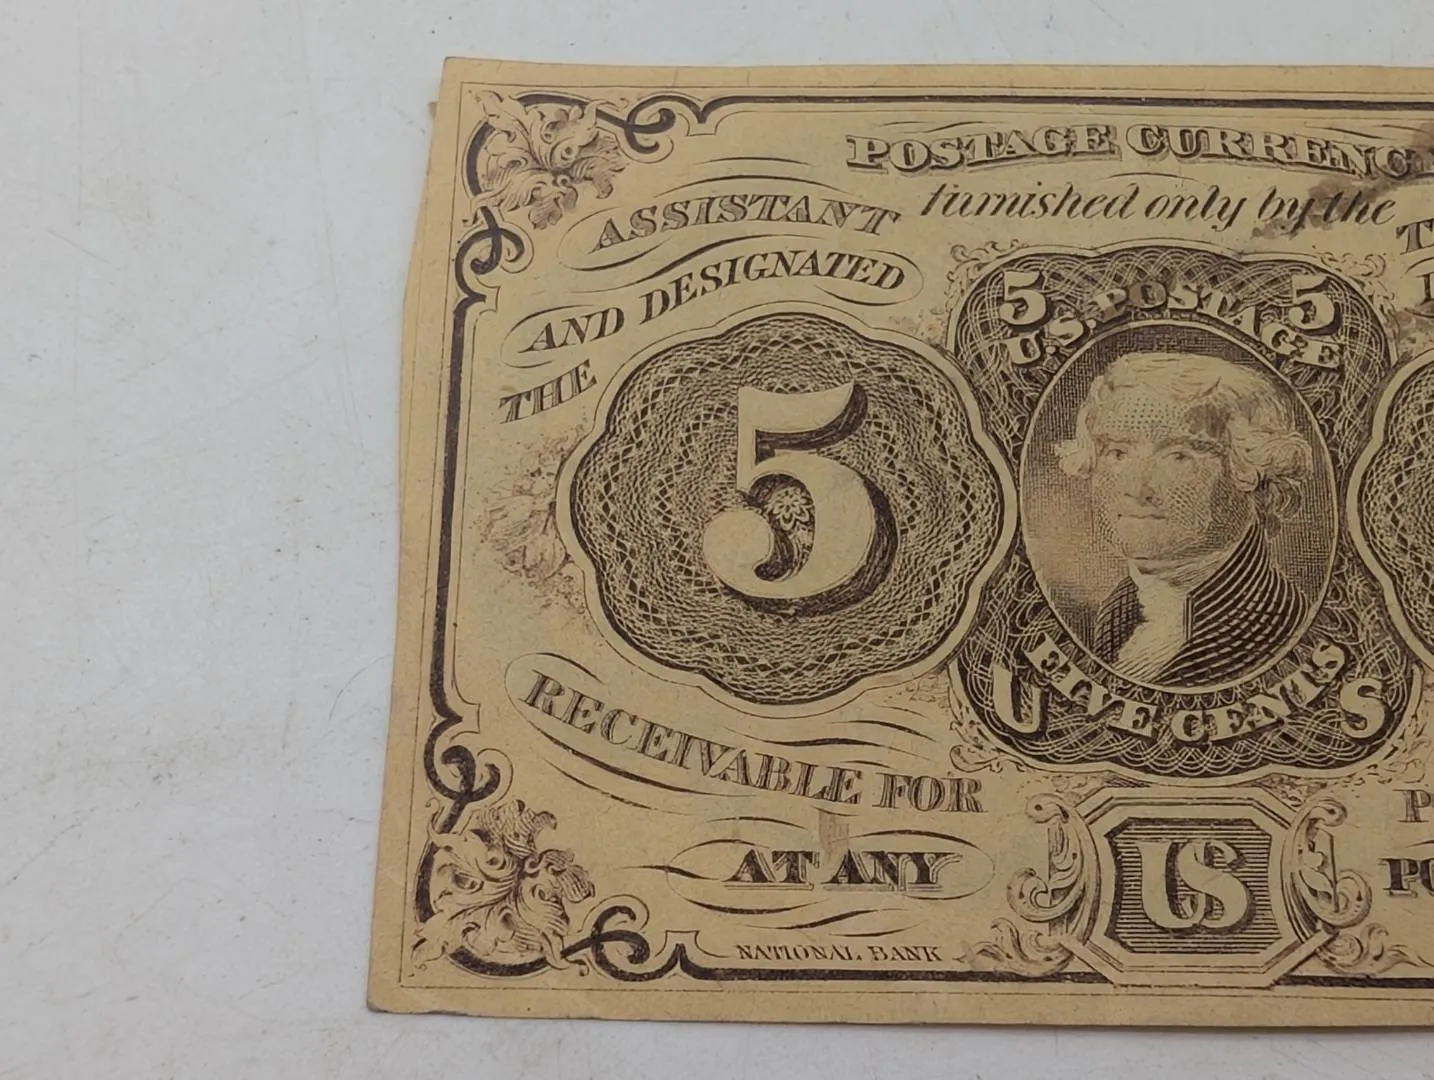 POSTAGE CURRENC
furnished only by the
ASSISTANT
AND DESIGNATED
THE
5 5
U.S. POSTAGE
5
FIVE CENTS
U S
RECEIVABLE FOR
AT ANY
US
NATIONAL BANK